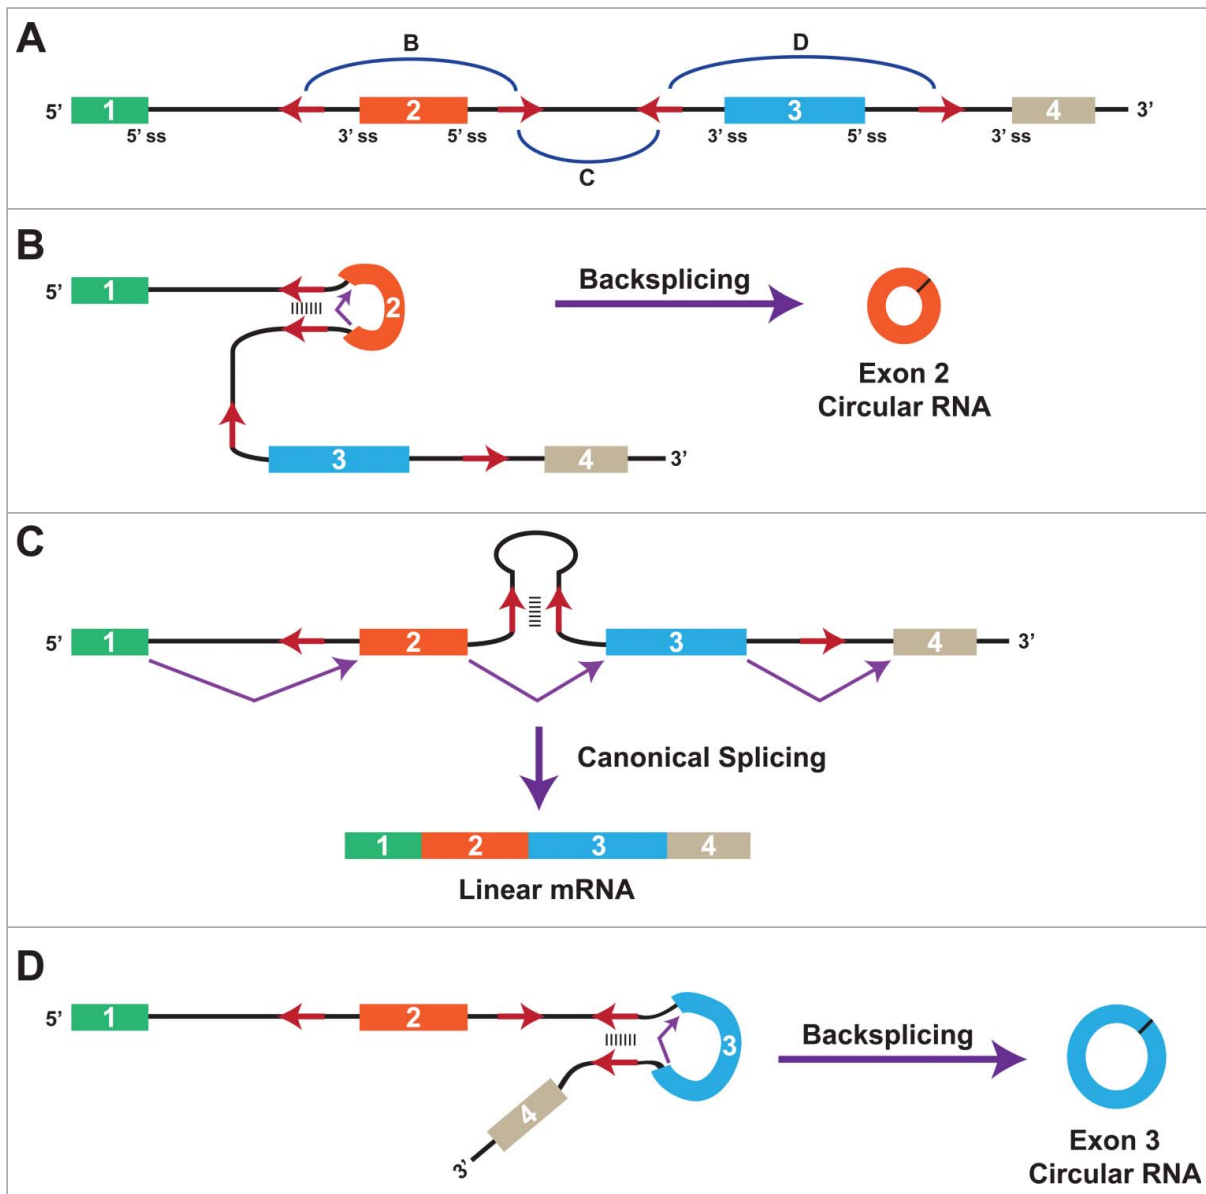 A
B
D
5’
1
2
3
4
3’
5’ ss
3’ ss
5’ ss
3’ ss
5’ ss
3’ ss
C
B
5’
1
2
Backsplicing
Exon 2
Circular RNA
3
4
3’
C
5’
1
2
3
4
3’
Canonical Splicing
1
2
3
4
Linear mRNA
D
5’
1
2
3
4
3’
Backsplicing
Exon 3
Circular RNA